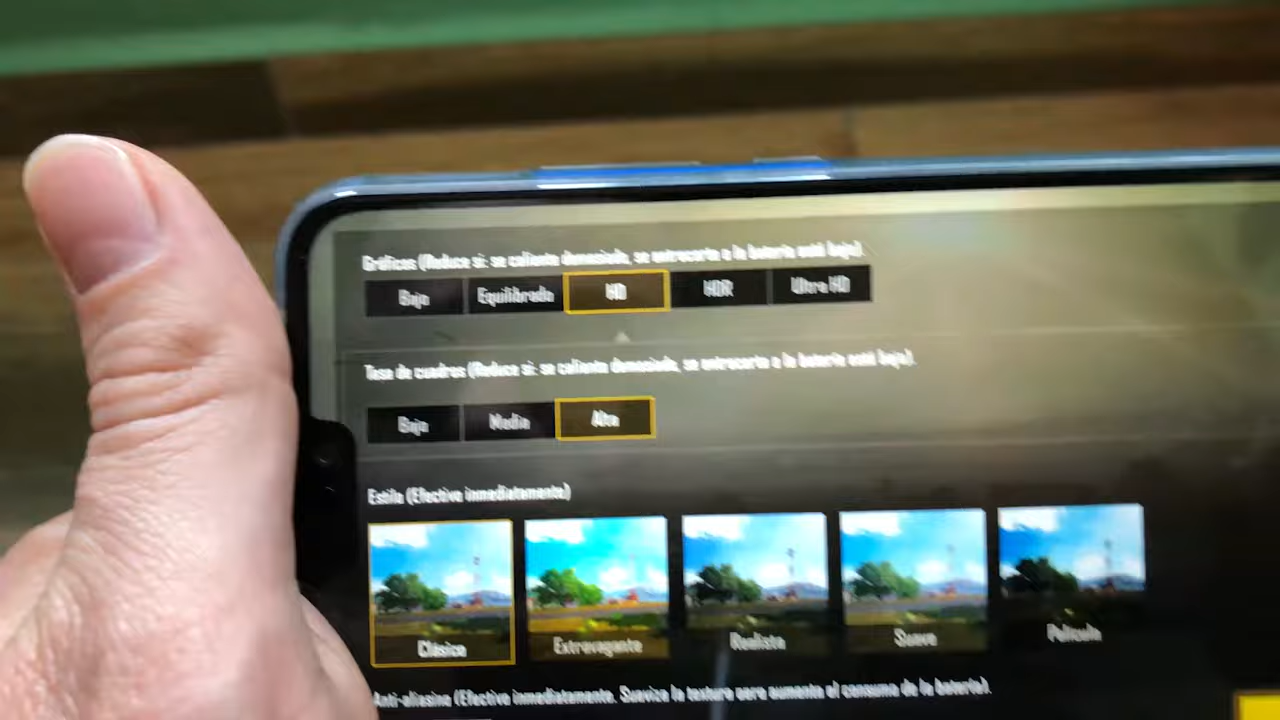 Gráficos (Reduce si: se calienta demasiado, se entrecorta o la batería está baja).
Bajo Equilibrado HD HDR Ultra HD
Tasa de cuadros (Reduce si: se calienta demasiado, se entrecorta o la batería está baja).
Bajo Media Alta
Estilo (Efectivo inmediatamente)
Clásico Extravagante Realista Suave Película
Anti-aliasing (Efectivo inmediatamente. Suaviza la textura pero aumenta el consumo de la batería).